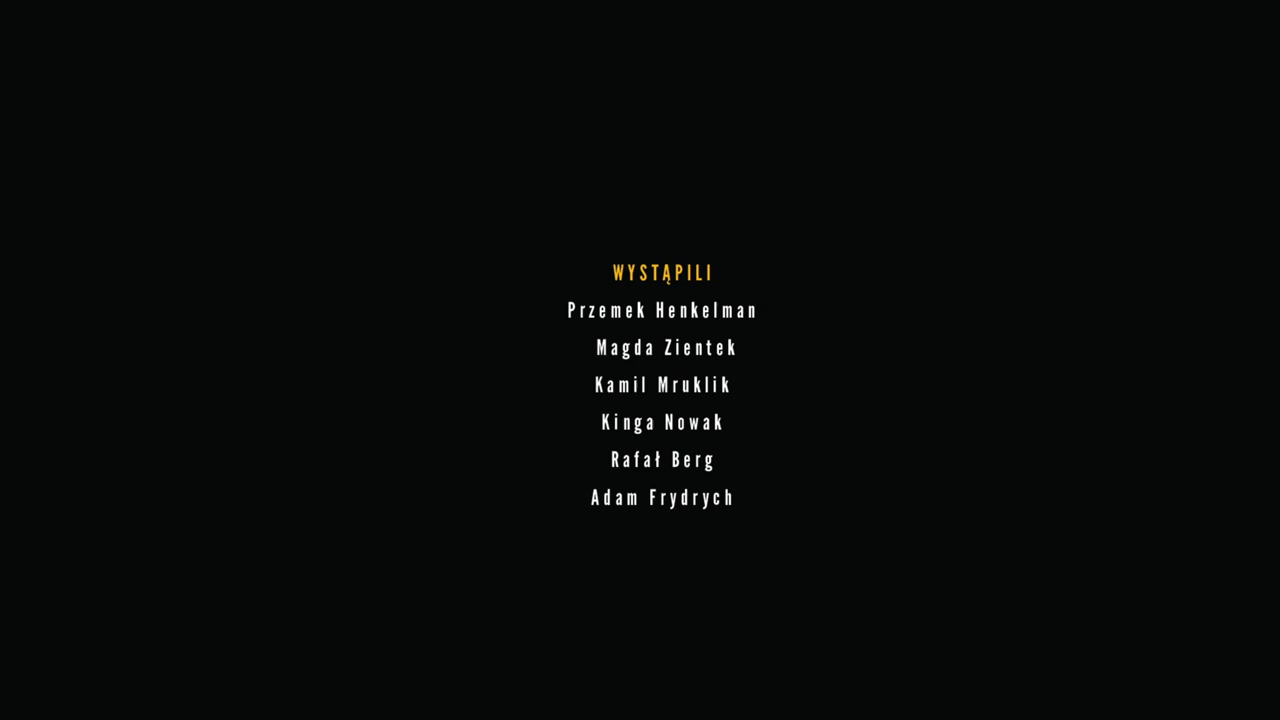 WYSTĄPILI
Przemek Henkelman
Magda Zientek
Kamil Mruklik
Kinga Nowak
Rafał Berg
Adam Frydrych